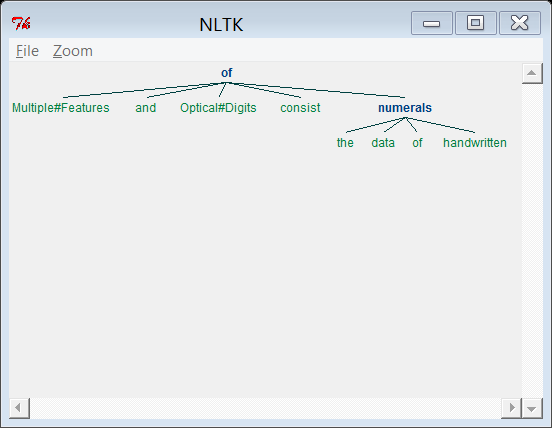 NLTK
File Zoom
of
Multiple#Features and Optical#Digits consist numerals
the data of handwritten